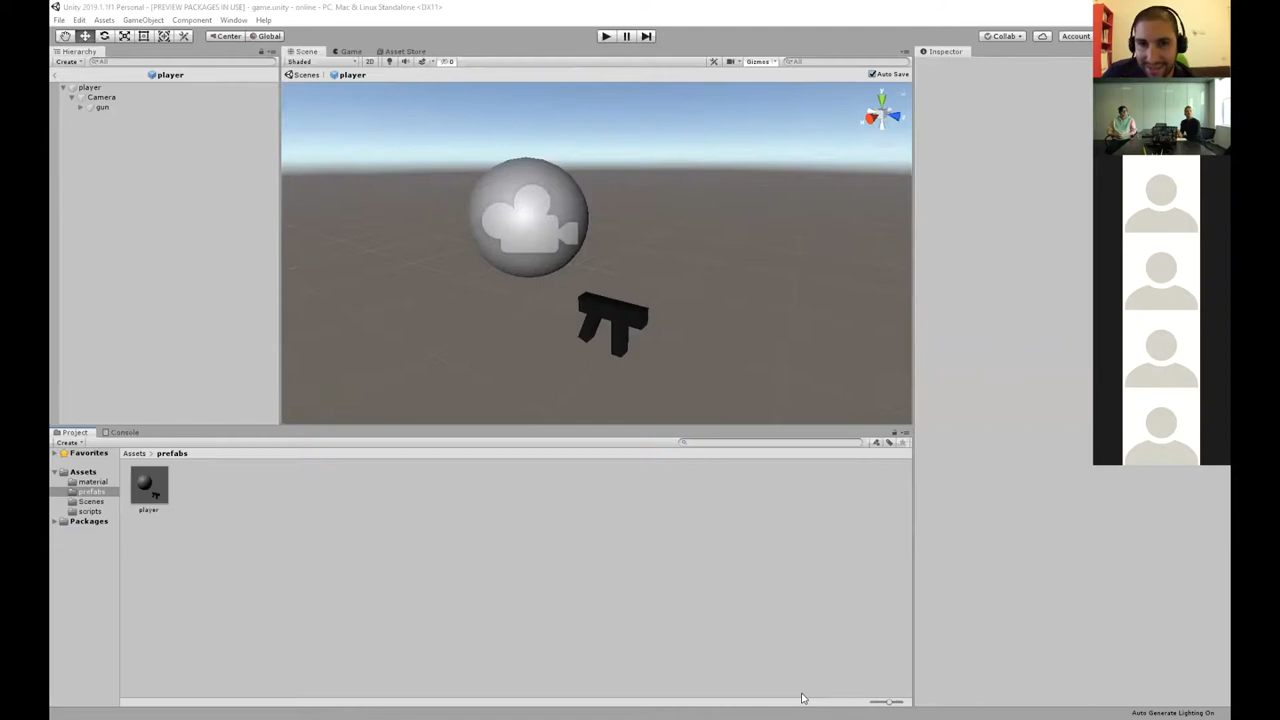 Unity 2019.1.1f1 Personal - [PREVIEW PACKAGES IN USE] - game.unity - online - PC, Mac & Linux Standalone <DX11>
File Edit Assets GameObject Component Window Help
Center Global Collab Account
Hierarchy Scene Game Asset Store Inspector
Create All Shaded 2D 0 Gizmos All
player Scenes player Auto Save
player
Camera
gun
Project Console
Create
Favorites Assets > prefabs
Assets
material
prefabs
Scenes
scripts
Packages
player
Auto Generate Lighting On